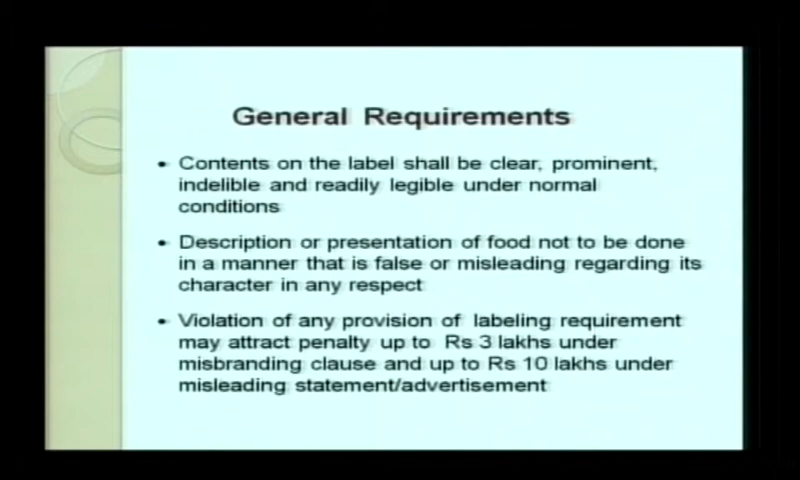 General Requirements
• Contents on the label shall be clear, prominent,
indelible and readily legible under normal
conditions
• Description or presentation of food not to be done
in a manner that is false or misleading regarding its
character in any respect
• Violation of any provision of labeling requirement
may attract penalty up to Rs 3 lakhs under
misbranding clause and up to Rs 10 lakhs under
misleading statement/advertisement